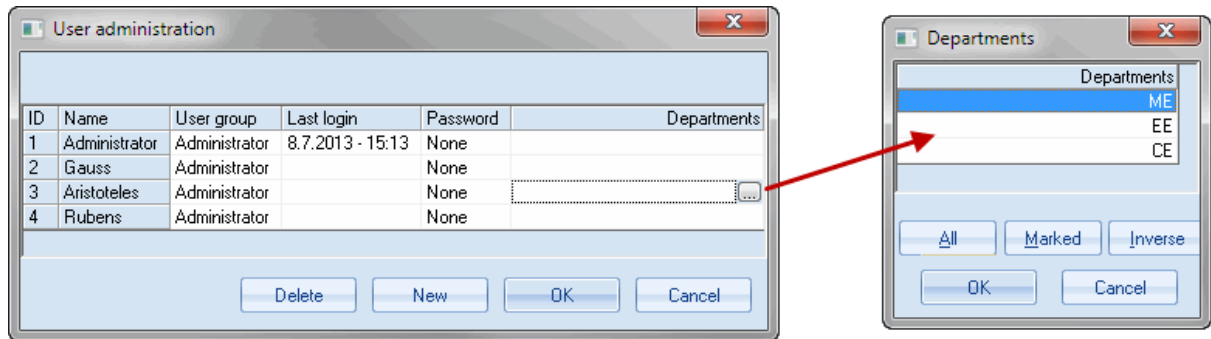 User administration
ID Name User group Last login Password Departments
1 Administrator Administrator 8.7.2013 - 15:13 None
2 Gauss Administrator None
3 Aristoteles Administrator None ...
4 Rubens Administrator None
Delete New OK Cancel
Departments
Departments
ME
EE
CE
All Marked Inverse
OK Cancel